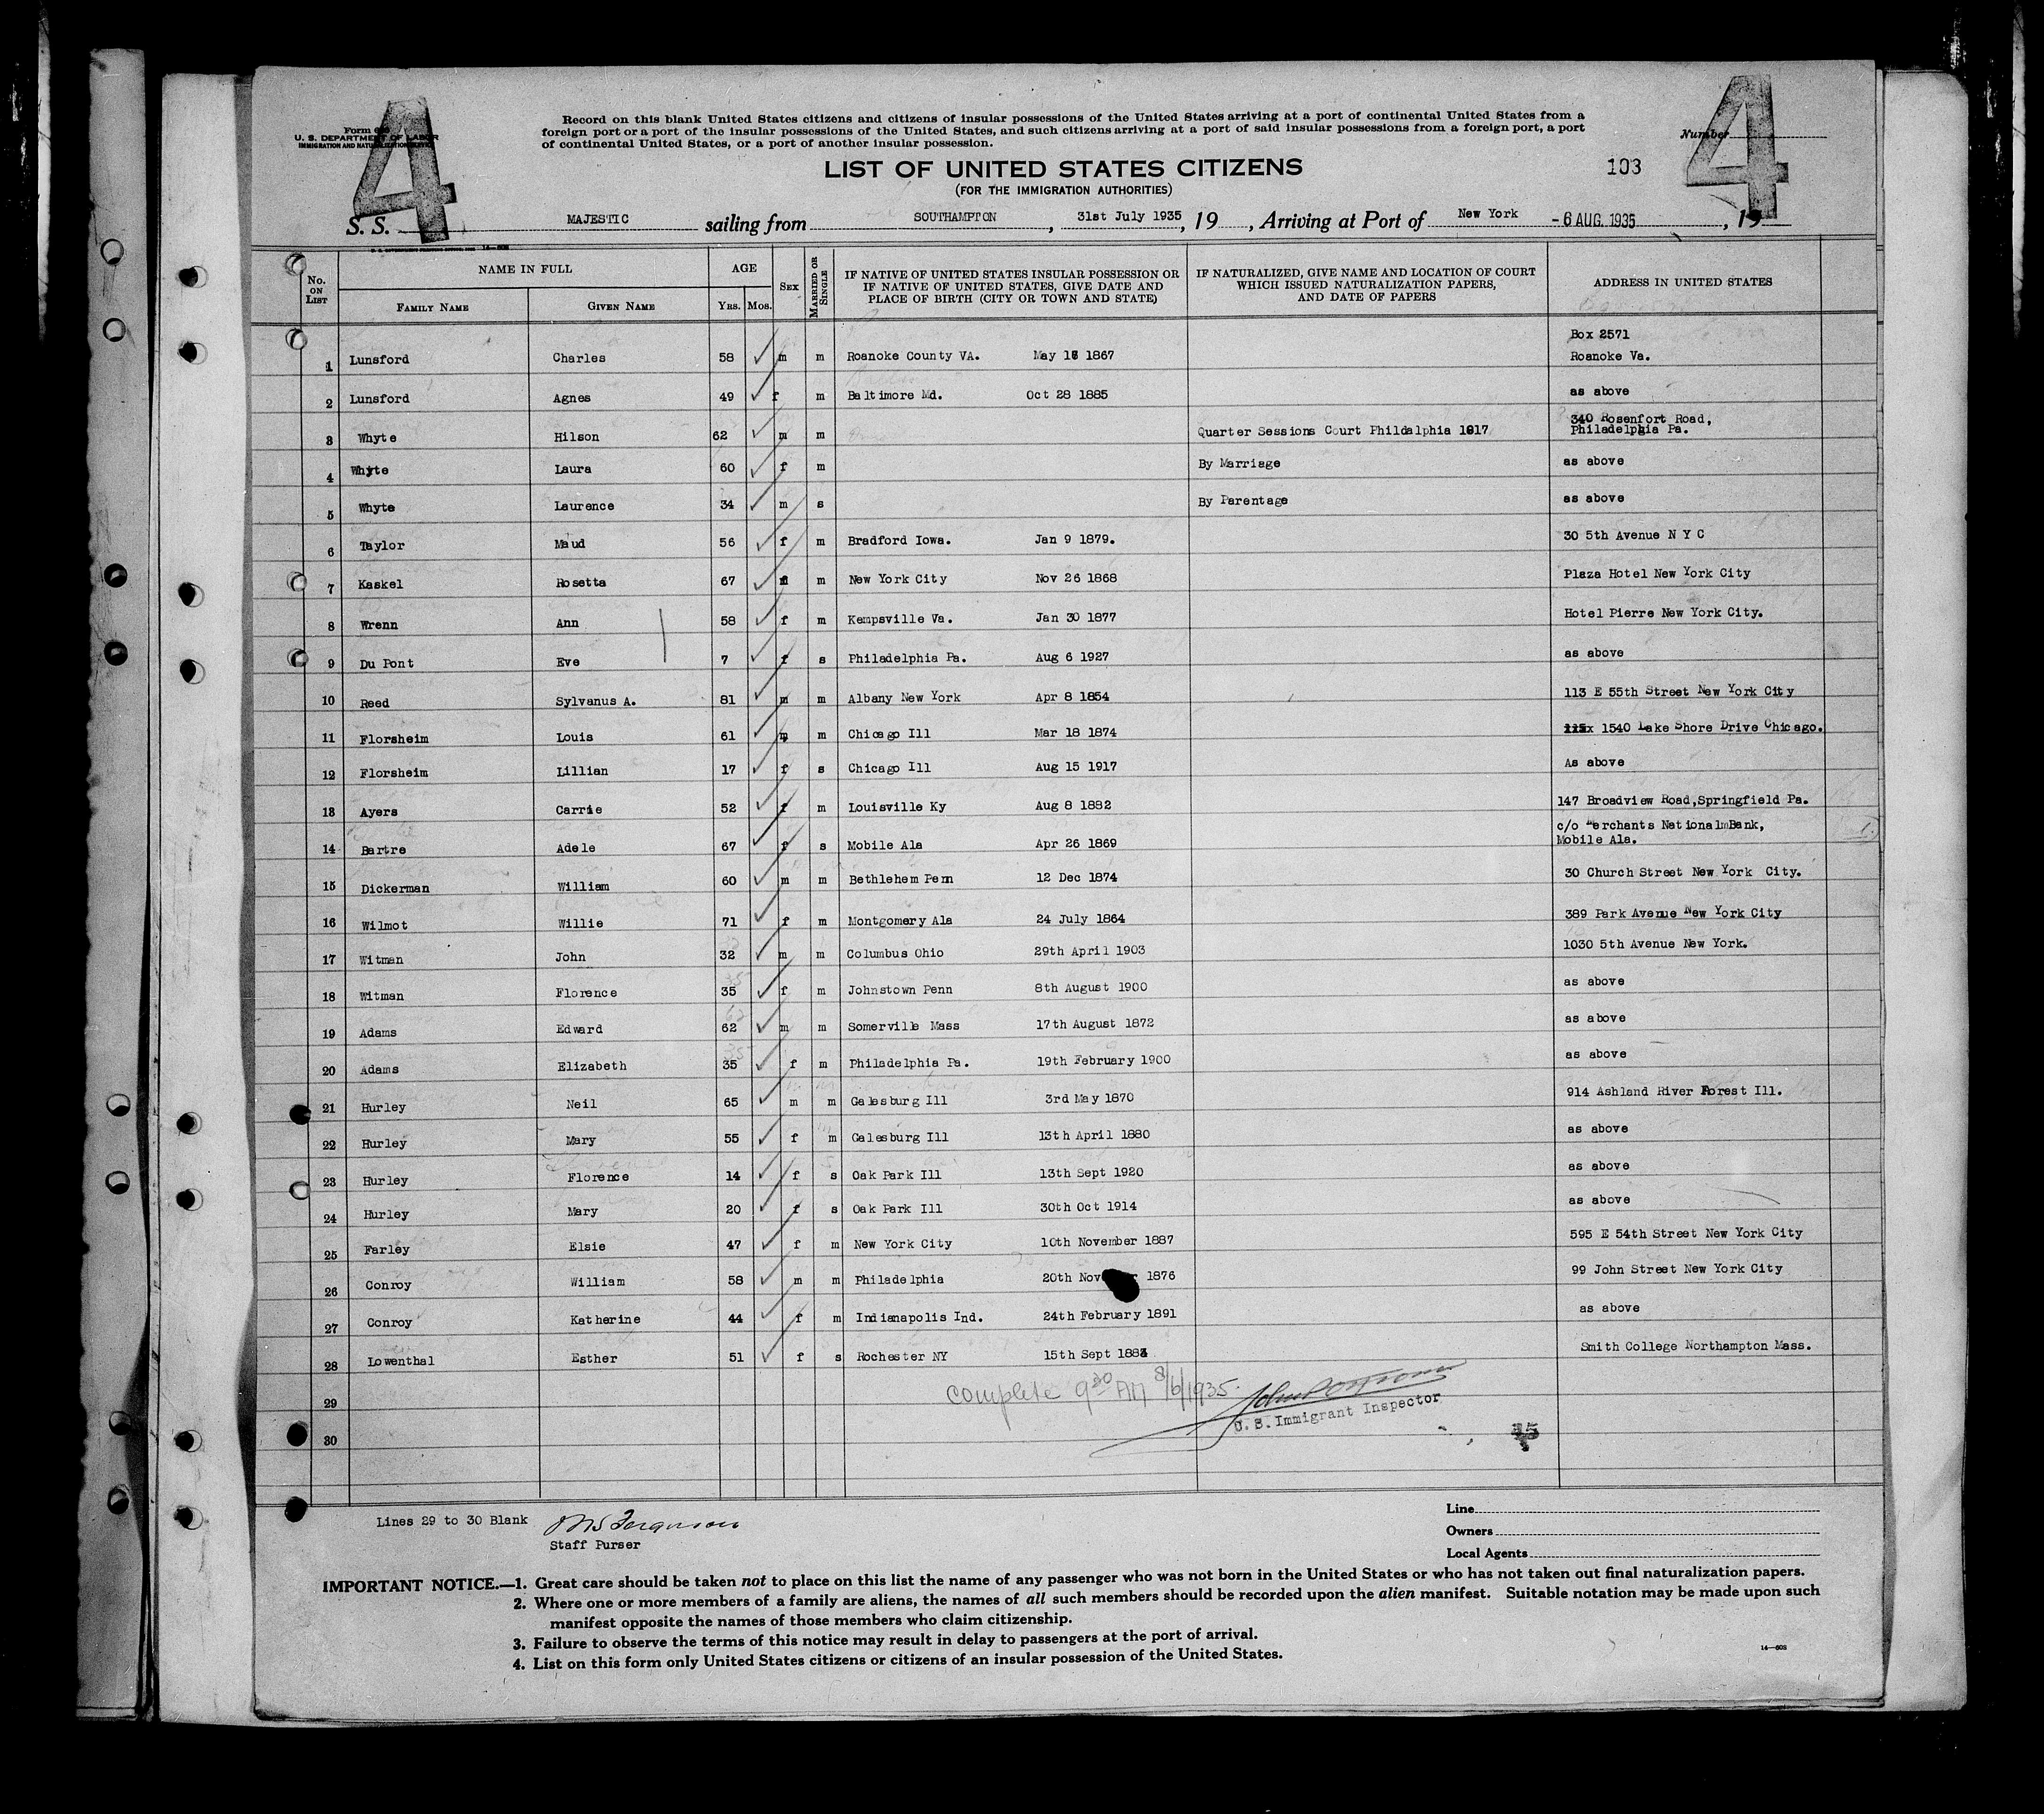 4
4
Form 6
U. S. DEPARTMENT OF LABOR
IMMIGRATION AND NATURALIZATION SERVICE
Record on this blank United States citizens and citizens of insular possessions of the United States arriving at a port of continental United States from a
foreign port or a port of the insular possessions of the United States, and such citizens arriving at a port of said insular possessions from a foreign port, a port
of continental United States, or a port of another insular possession.
Number
LIST OF UNITED STATES CITIZENS
103
(FOR THE IMMIGRATION AUTHORITIES)
S. S. MAJESTIC sailing from SOUTHAMPTON , 31st July 1935 , 19 , Arriving at Port of New York - 6 AUG. 1935 , 19
No. ON LIST NAME IN FULL AGE SEX MARRIED OR SINGLE IF NATIVE OF UNITED STATES INSULAR POSSESSION OR IF NATIVE OF UNITED STATES, GIVE DATE AND PLACE OF BIRTH (CITY OR TOWN AND STATE) IF NATURALIZED, GIVE NAME AND LOCATION OF COURT WHICH ISSUED NATURALIZATION PAPERS, AND DATE OF PAPERS ADDRESS IN UNITED STATES
FAMILY NAME GIVEN NAME YRS. MOS.
Box 2571
1 Lunsford Charles 58 m m Roanoke County VA. May 16 1867 Roanoke Va.
2 Lunsford Agnes 49 f m Baltimore Md. Oct 28 1885 as above
340 Rosenfort Road,
3 Whyte Hilson 62 m m Quarter Sessions Court Phildalphia 1917 Philadelphia Pa.
4 Whyte Laura 60 f m By Marriage as above
5 Whyte Laurence 34 m s By Parentage as above
6 Taylor Maud 56 f m Bradford Iowa. Jan 9 1879. 30 5th Avenue N Y C
7 Kaskel Rosetta 67 m New York City Nov 26 1868 Plaza Hotel New York City
8 Wrenn Ann 58 f m Kempsville Va. Jan 30 1877 Hotel Pierre New York City.
9 Du Pont Eve 7 f s Philadelphia Pa. Aug 6 1927 as above
10 Reed Sylvanus A. 81 m m Albany New York Apr 8 1854 113 E 55th Street New York City
11 Florsheim Louis 61 m m Chicago Ill Mar 18 1874 1540 Lake Shore Drive Chicago.
12 Florsheim Lillian 17 f s Chicago Ill Aug 15 1917 As above
13 Ayers Carrie 52 f m Louisville Ky Aug 8 1882 147 Broadview Road,Springfield Pa.
c/o Merchants NationalmBank,
14 Bartre Adele 67 f s Mobile Ala Apr 26 1869 Mobile Ala.
15 Dickerman William 60 m m Bethlehem Penn 12 Dec 1874 30 Church Street New York City.
16 Wilmot Willie 71 f m Montgomery Ala 24 July 1864 389 Park Avenue New York City
17 Witman John 32 m m Columbus Ohio 29th April 1903 1030 5th Avenue New York.
18 Witman Florence 35 f m Johnstown Penn 8th August 1900 as above
19 Adams Edward 62 m m Somerville Mass 17th August 1872 as above
20 Adams Elizabeth 35 f m Philadelphia Pa. 19th February 1900 as above
21 Hurley Neil 65 m m Galesburg Ill 3rd May 1870 914 Ashland River Forest Ill.
22 Hurley Mary 55 f m Galesburg Ill 13th April 1880 as above
23 Hurley Florence 14 f s Oak Park Ill 13th Sept 1920 as above
24 Hurley Mary 20 f s Oak Park Ill 30th Oct 1914 as above
25 Farley Elsie 47 f m New York City 10th November 1887 595 E 54th Street New York City
26 Conroy William 58 m m Philadelphia 20th Nov r 1876 99 John Street New York City
27 Conroy Katherine 44 f m Indianapolis Ind. 24th February 1891 as above
28 Lowenthal Esther 51 f s Rochester NY 15th Sept 1883 Smith College Northampton Mass.
29 complete 9 30 AM 8/6/1935.
U. S. Immigrant Inspector
30
Lines 29 to 30 Blank Ferguson
Staff Purser
Line
Owners
Local Agents
IMPORTANT NOTICE.—1. Great care should be taken not to place on this list the name of any passenger who was not born in the United States or who has not taken out final naturalization papers.
2. Where one or more members of a family are aliens, the names of all such members should be recorded upon the alien manifest. Suitable notation may be made upon such
manifest opposite the names of those members who claim citizenship.
3. Failure to observe the terms of this notice may result in delay to passengers at the port of arrival.
4. List on this form only United States citizens or citizens of an insular possession of the United States.
14—802